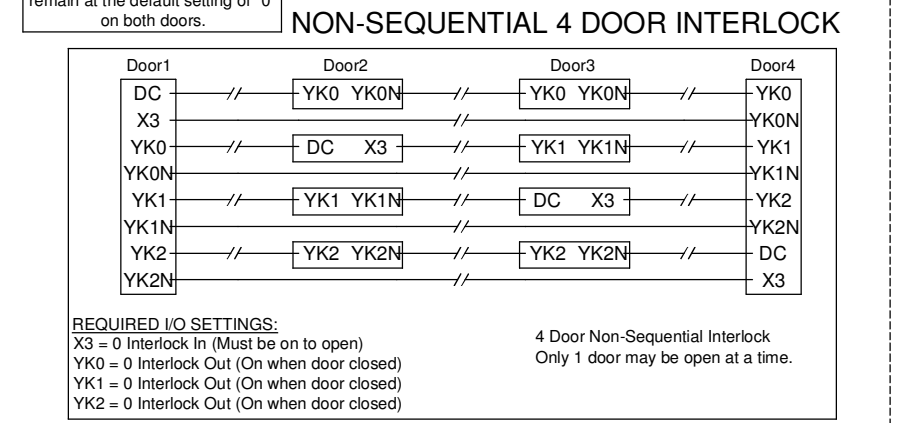 remain at the default setting of "0"
on both doors.
NON-SEQUENTIAL 4 DOOR INTERLOCK
Door1 Door2 Door3 Door4
DC YK0 YK0N YK0 YK0N YK0
X3 YK0N
YK0 DC X3 YK1 YK1N YK1
YK0N YK1N
YK1 YK1 YK1N DC X3 YK2
YK1N YK2N
YK2 YK2 YK2N YK2 YK2N DC
YK2N X3
REQUIRED I/O SETTINGS:
X3 = 0 Interlock In (Must be on to open)
YK0 = 0 Interlock Out (On when door closed)
YK1 = 0 Interlock Out (On when door closed)
YK2 = 0 Interlock Out (On when door closed)
4 Door Non-Sequential Interlock
Only 1 door may be open at a time.